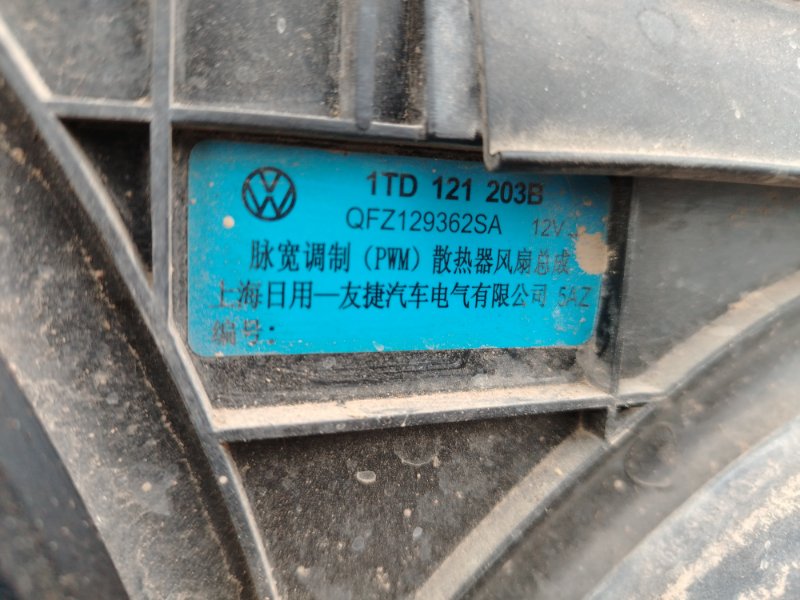 1TD 121 203B
QFZ129362SA 12V
脉宽调制（PWM）散热器风扇总成
上海日用—友捷汽车电气有限公司 5AZ
编号：